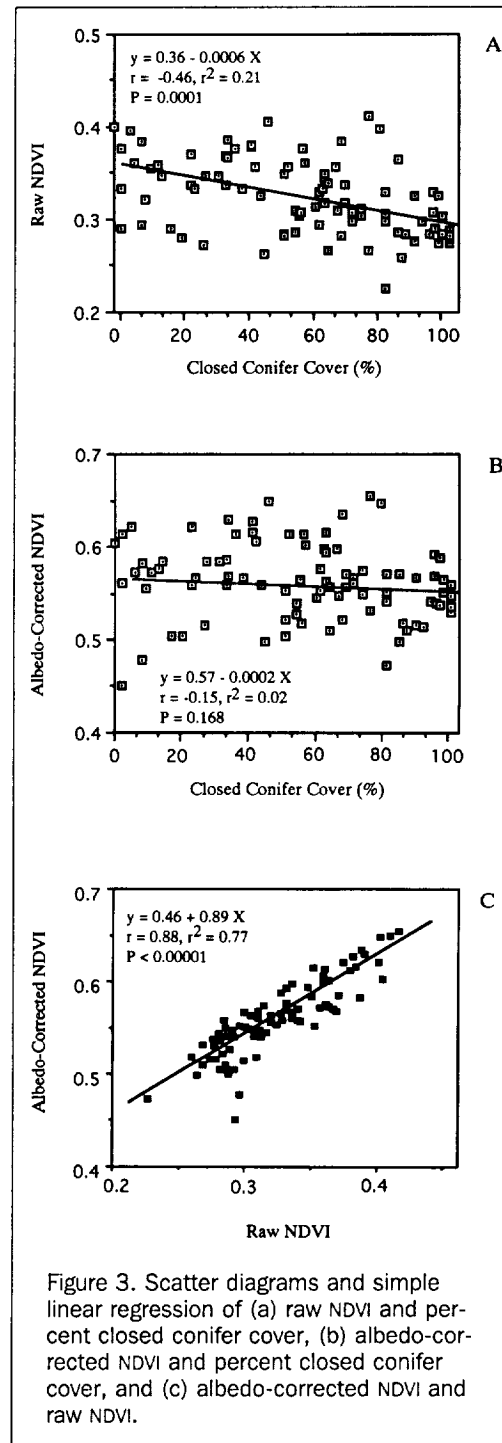 A
0.5
y = 0.36 - 0.0006 X
r = -0.46, r² = 0.21
P = 0.0001
0.4
Raw NDVI
0.3
0.2
0 20 40 60 80 100
Closed Conifer Cover (%)
B
0.7
0.6
Albedo-Corrected NDVI
0.5
y = 0.57 - 0.0002 X
r = -0.15, r² = 0.02
P = 0.168
0.4
0 20 40 60 80 100
Closed Conifer Cover (%)
C
0.7
y = 0.46 + 0.89 X
r = 0.88, r² = 0.77
P < 0.00001
0.6
Albedo-Corrected NDVI
0.5
0.4
0.2 0.3 0.4
Raw NDVI
Figure 3. Scatter diagrams and simple
linear regression of (a) raw NDVI and per-
cent closed conifer cover, (b) albedo-cor-
rected NDVI and percent closed conifer
cover, and (c) albedo-corrected NDVI and
raw NDVI.